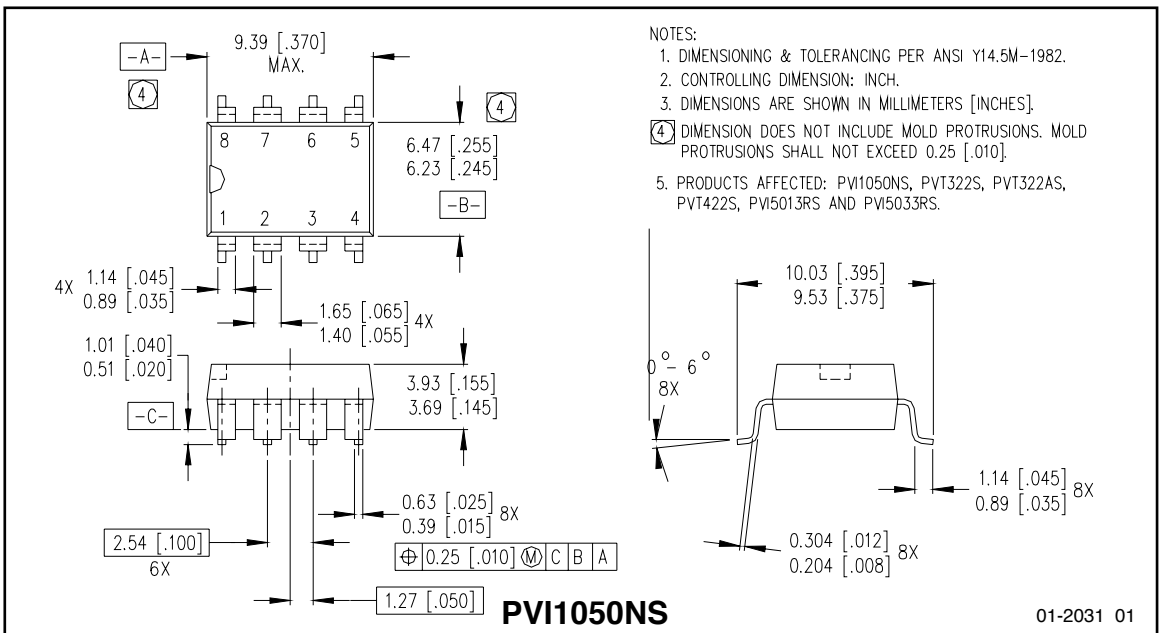 NOTES:
1. DIMENSIONING & TOLERANCING PER ANSI Y14.5M-1982.
2. CONTROLLING DIMENSION: INCH.
3. DIMENSIONS ARE SHOWN IN MILLIMETERS [INCHES].
4 DIMENSION DOES NOT INCLUDE MOLD PROTRUSIONS. MOLD
PROTRUSIONS SHALL NOT EXCEED 0.25 [.010].
5. PRODUCTS AFFECTED: PVI1050NS, PVT322S, PVT322AS,
PVT422S, PVI5013RS AND PVI5033RS.
-A-
9.39 [.370]
MAX.
4
4
8 7 6 5
6.47 [.255]
6.23 [.245]
-B-
1 2 3 4
4X 1.14 [.045]
0.89 [.035]
1.65 [.065] 4X
1.40 [.055]
1.01 [.040]
0.51 [.020]
-C-
3.93 [.155]
3.69 [.145]
0.63 [.025] 8X
0.39 [.015]
2.54 [.100]
6X
⌖ 0.25 [.010] Ⓜ C B A
1.27 [.050]
10.03 [.395]
9.53 [.375]
0° - 6°
8X
1.14 [.045] 8X
0.89 [.035]
0.304 [.012] 8X
0.204 [.008]
PVI1050NS
01-2031 01